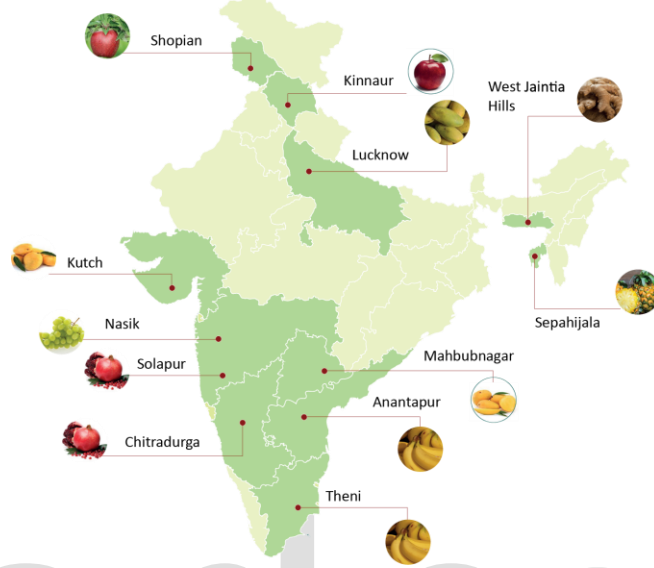 Shopian
Kinnaur
West Jaintia
Hills
Lucknow
Kutch
Sepahijala
Nasik
Mahbubnagar
Solapur
Anantapur
Chitradurga
Theni